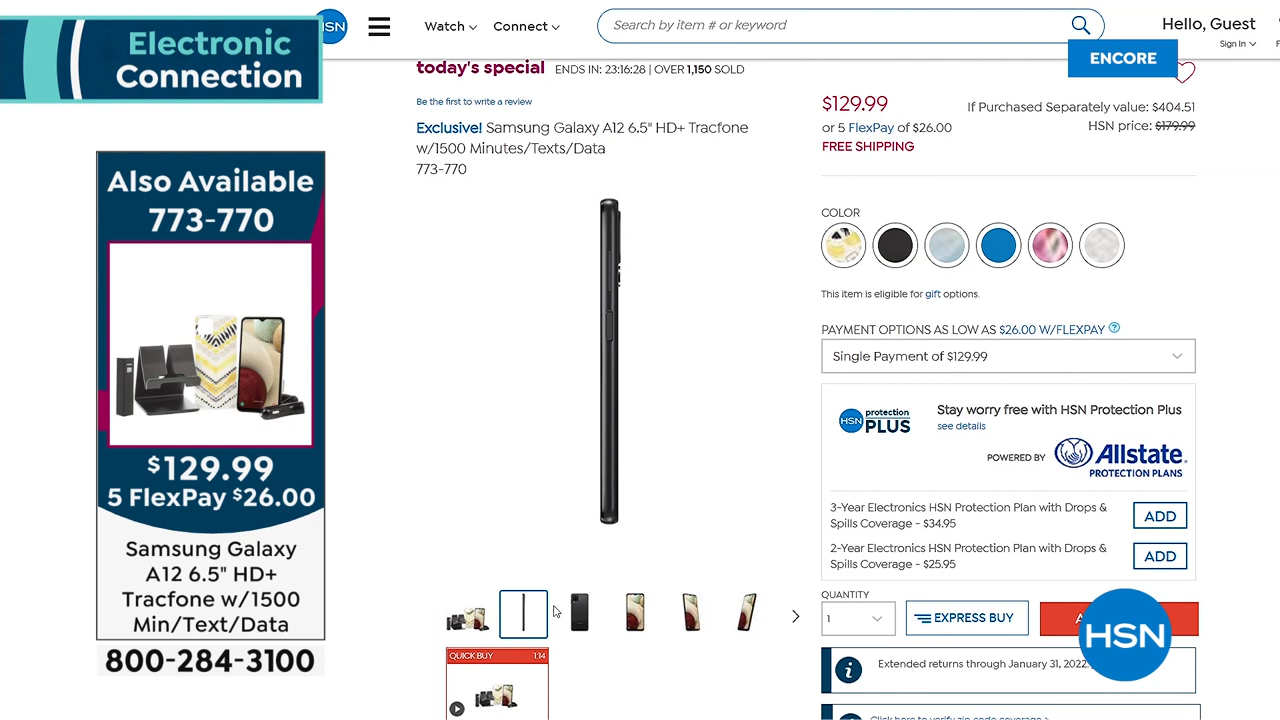 Electronic
Connection
HSN
Watch
Connect
Search by item # or keyword
Hello, Guest
Sign In
ENCORE
today's special ENDS IN: 23:16:28 | OVER 1,150 SOLD
Be the first to write a review
Exclusive! Samsung Galaxy A12 6.5" HD+ Tracfone
w/1500 Minutes/Texts/Data
773-770
$129.99
or 5 FlexPay of $26.00
FREE SHIPPING
If Purchased Separately value: $404.51
HSN price: $179.99
COLOR
This item is eligible for gift options.
PAYMENT OPTIONS AS LOW AS $26.00 W/FLEXPAY ?
Single Payment of $129.99
HSN protection PLUS
Stay worry free with HSN Protection Plus
see details
POWERED BY Allstate.
PROTECTION PLANS
3-Year Electronics HSN Protection Plan with Drops &
Spills Coverage - $34.95
ADD
2-Year Electronics HSN Protection Plan with Drops &
Spills Coverage - $25.95
ADD
QUANTITY
1
EXPRESS BUY
HSN
Extended returns through January 31, 2022.
Click here to verify zip code coverage >
QUICK BUY 1:14
Also Available
773-770
$129.99
5 FlexPay $26.00
Samsung Galaxy
A12 6.5" HD+
Tracfone w/1500
Min/Text/Data
800-284-3100